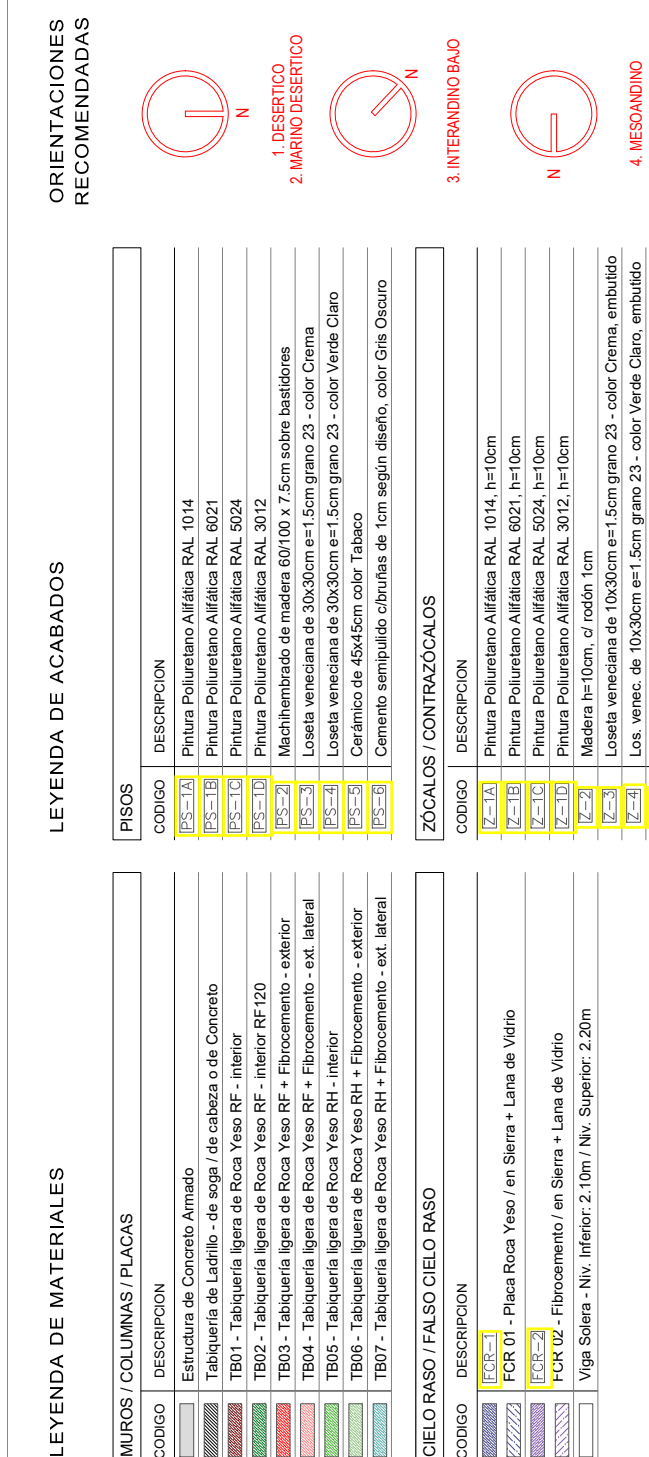 LEYENDA DE MATERIALES
MUROS / COLUMNAS / PLACAS
CODIGO DESCRIPCION
Estructura de Concreto Armado
Tabiquería de Ladrillo - de soga / de cabeza o de Concreto
TB01 - Tabiquería ligera de Roca Yeso RF - interior
TB02 - Tabiquería ligera de Roca Yeso RF - interior RF120
TB03 - Tabiquería ligera de Roca Yeso RF + Fibrocemento - exterior
TB04 - Tabiquería ligera de Roca Yeso RF + Fibrocemento - ext. lateral
TB05 - Tabiquería ligera de Roca Yeso RH - interior
TB06 - Tabiquería liguera de Roca Yeso RH + Fibrocemento - exterior
TB07 - Tabiquería ligera de Roca Yeso RH + Fibrocemento - ext. lateral
CIELO RASO / FALSO CIELO RASO
CODIGO DESCRIPCION
FCR-1
FCR 01 - Placa Roca Yeso / en Sierra + Lana de Vidrio
FCR-2
FCR 02 - Fibrocemento / en Sierra + Lana de Vidrio
Viga Solera - Niv. Inferior: 2.10m / Niv. Superior: 2.20m
LEYENDA DE ACABADOS
PISOS
CODIGO DESCRIPCION
PS-1A Pintura Poliuretano Alifática RAL 1014
PS-1B Pintura Poliuretano Alifática RAL 6021
PS-1C Pintura Poliuretano Alifática RAL 5024
PS-1D Pintura Poliuretano Alifática RAL 3012
PS-2 Machihembrado de madera 60/100 x 7.5cm sobre bastidores
PS-3 Loseta veneciana de 30x30cm e=1.5cm grano 23 - color Crema
PS-4 Loseta veneciana de 30x30cm e=1.5cm grano 23 - color Verde Claro
PS-5 Cerámico de 45x45cm color Tabaco
PS-6 Cemento semipulido c/bruñas de 1cm según diseño, color Gris Oscuro
ZÓCALOS / CONTRAZÓCALOS
CODIGO DESCRIPCION
Z-1A Pintura Poliuretano Alifática RAL 1014, h=10cm
Z-1B Pintura Poliuretano Alifática RAL 6021, h=10cm
Z-1C Pintura Poliuretano Alifática RAL 5024, h=10cm
Z-1D Pintura Poliuretano Alifática RAL 3012, h=10cm
Z-2 Madera h=10cm, c/ rodón 1cm
Z-3 Loseta veneciana de 10x30cm e=1.5cm grano 23 - color Crema, embutido
Z-4 Los. venec. de 10x30cm e=1.5cm grano 23 - color Verde Claro, embutido
ORIENTACIONES
RECOMENDADAS
N
1. DESERTICO
2. MARINO DESERTICO
N
3. INTERANDINO BAJO
N
4. MESOANDINO